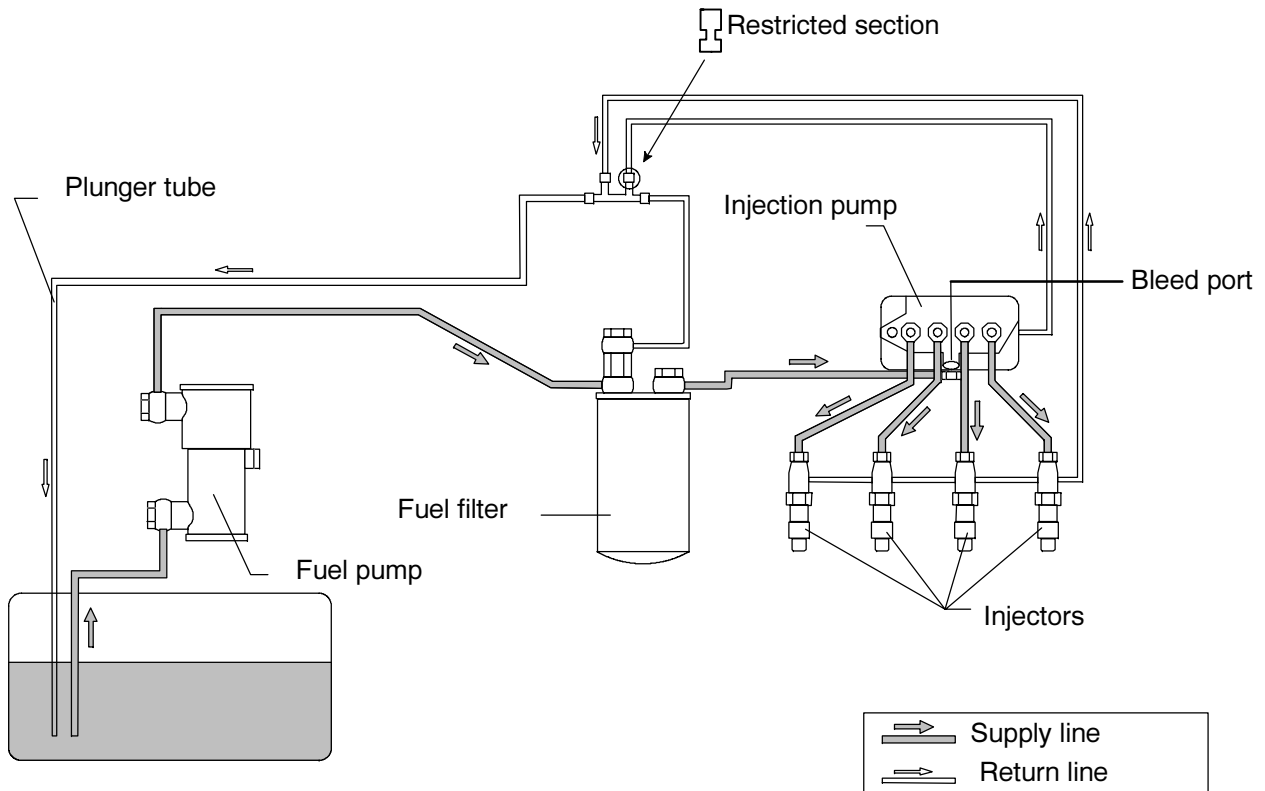 Restricted section
Plunger tube
Injection pump
Bleed port
Fuel filter
Fuel pump
Injectors
Supply line
Return line